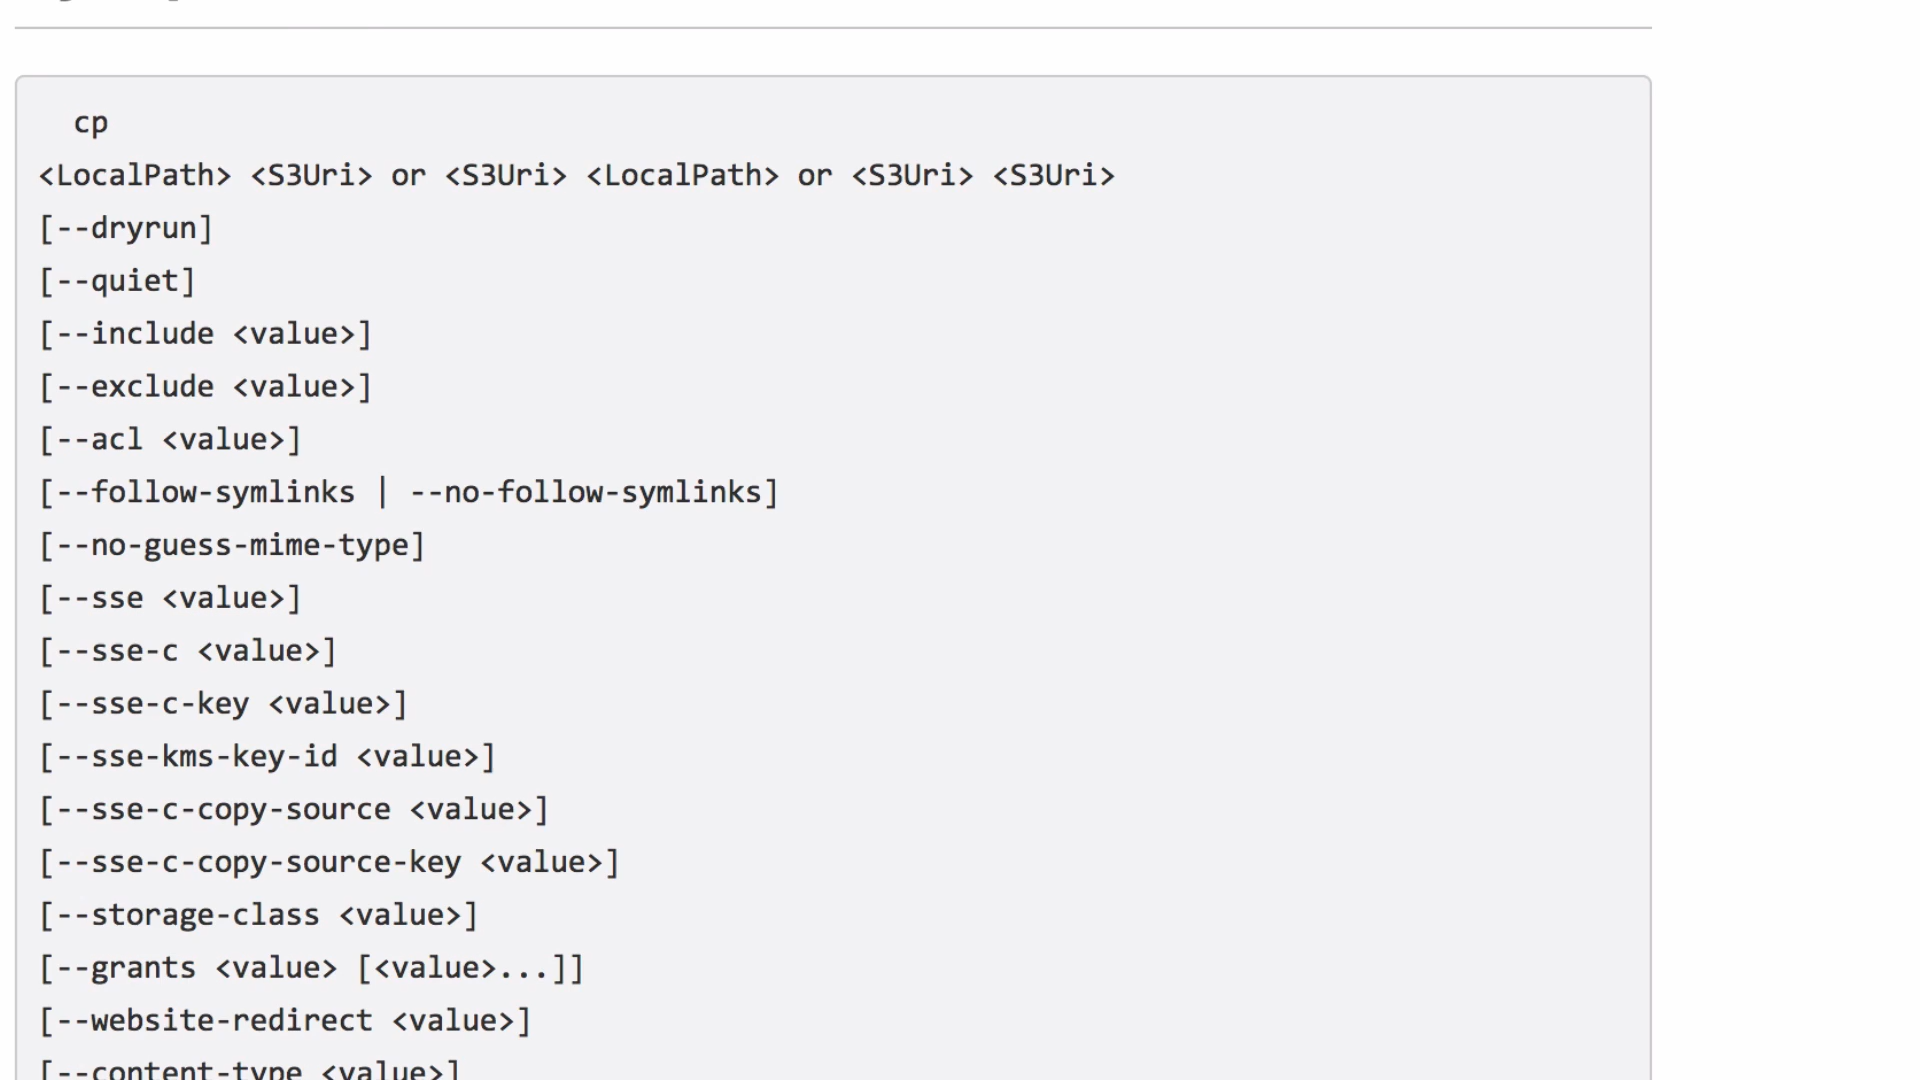 cp
<LocalPath> <S3Uri> or <S3Uri> <LocalPath> or <S3Uri> <S3Uri>
[--dryrun]
[--quiet]
[--include <value>]
[--exclude <value>]
[--acl <value>]
[--follow-symlinks | --no-follow-symlinks]
[--no-guess-mime-type]
[--sse <value>]
[--sse-c <value>]
[--sse-c-key <value>]
[--sse-kms-key-id <value>]
[--sse-c-copy-source <value>]
[--sse-c-copy-source-key <value>]
[--storage-class <value>]
[--grants <value> [<value>...]]
[--website-redirect <value>]
[--content-type <value>]